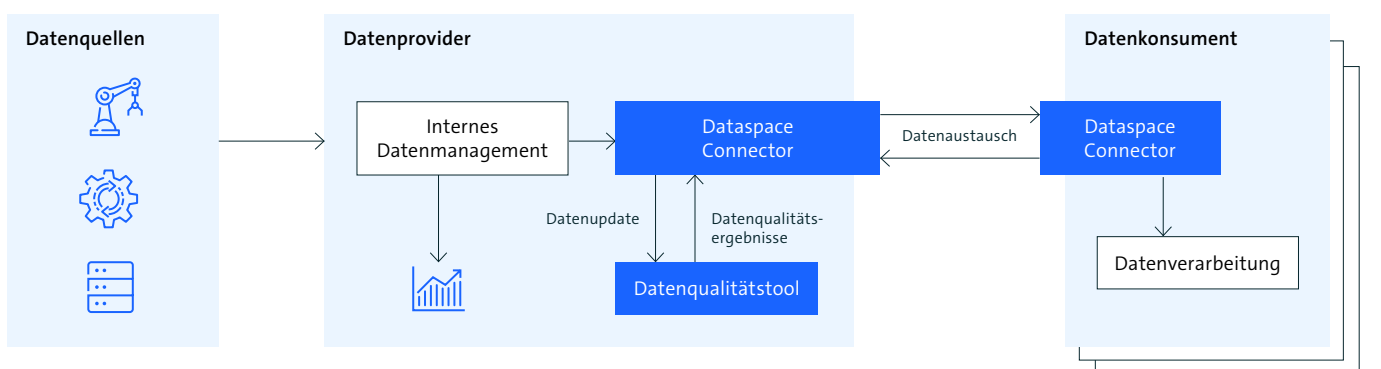 Datenquellen
Datenprovider
Internes
Datenmanagement
Dataspace
Connector
Datenupdate
Datenqualitäts-
ergebnisse
Datenqualitätstool
Datenaustausch
Datenkonsument
Dataspace
Connector
Datenverarbeitung